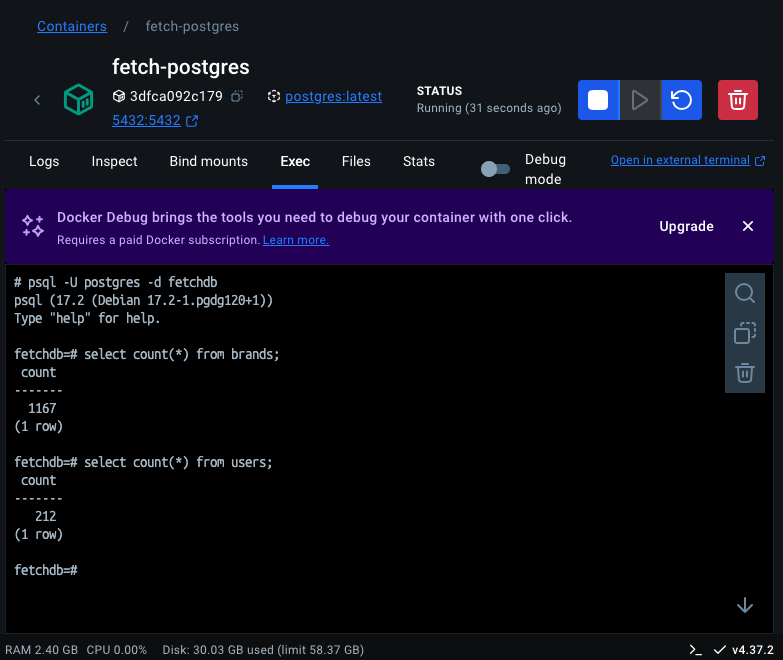 Containers / fetch-postgres
fetch-postgres
3dfca092c179 postgres:latest
5432:5432
STATUS
Running (31 seconds ago)
Logs Inspect Bind mounts Exec Files Stats
Debug mode
Open in external terminal
Docker Debug brings the tools you need to debug your container with one click.
Requires a paid Docker subscription. Learn more.
Upgrade
# psql -U postgres -d fetchdb
psql (17.2 (Debian 17.2-1.pgdg120+1))
Type "help" for help.
fetchdb=# select count(*) from brands;
count
-------
1167
(1 row)
fetchdb=# select count(*) from users;
count
-------
212
(1 row)
fetchdb=#
RAM 2.40 GB CPU 0.00% Disk: 30.03 GB used (limit 58.37 GB) v4.37.2